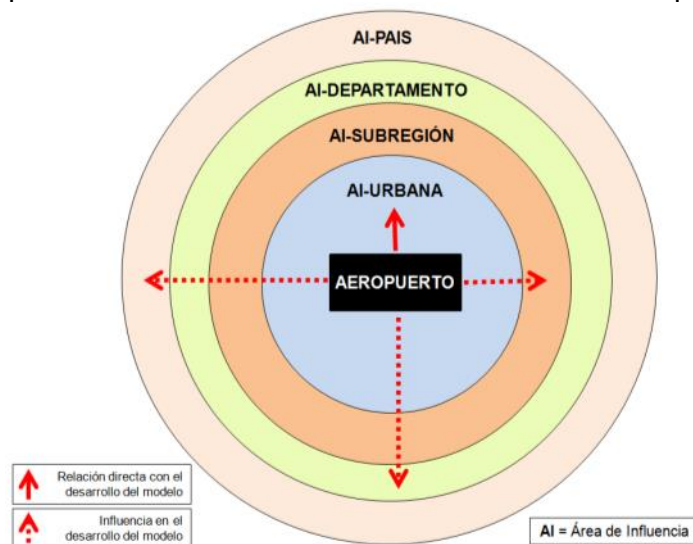 AI-PAIS
AI-DEPARTAMENTO
AI-SUBREGIÓN
AI-URBANA
AEROPUERTO
Relación directa con el
desarrollo del modelo
Influencia en el
desarrollo del modelo
AI = Área de Influencia